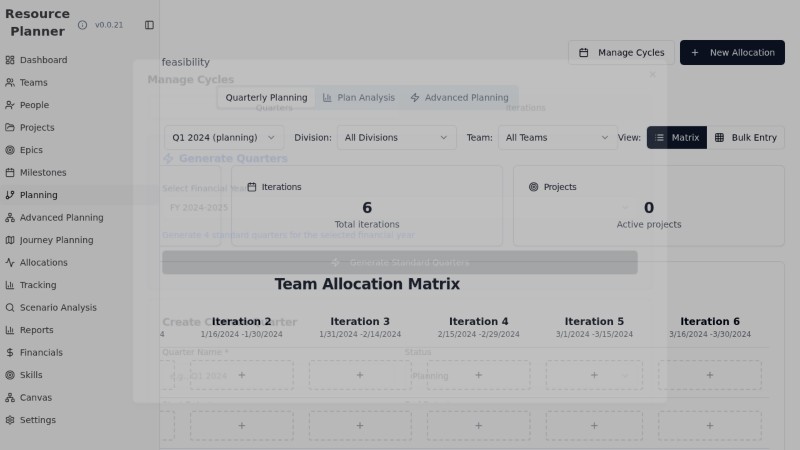 Resource Planner
v0.0.21
Dashboard
Teams
People
Projects
Epics
Milestones
Planning
Advanced Planning
Journey Planning
Allocations
Tracking
Scenario Analysis
Reports
Financials
Skills
Canvas
Settings
feasibility
Manage Cycles
New Allocation
Manage Cycles
Quarterly Planning
Plan Analysis
Advanced Planning
Quarters
Iterations
Q1 2024 (planning)
Division:
All Divisions
Team:
All Teams
View:
Matrix
Bulk Entry
Generate Quarters
Select Financial Year
FY 2024-2025
Generate 4 standard quarters for the selected financial year
Generate Standard Quarters
Iterations
6
Total iterations
Projects
0
Active projects
Team Allocation Matrix
4
Iteration 2
1/16/2024 -1/30/2024
Iteration 3
1/31/2024 -2/14/2024
Iteration 4
2/15/2024 -2/29/2024
Iteration 5
3/1/2024 -3/15/2024
Iteration 6
3/16/2024 -3/30/2024
Quarter Name *
Status
e.g., Q1 2024
Planning